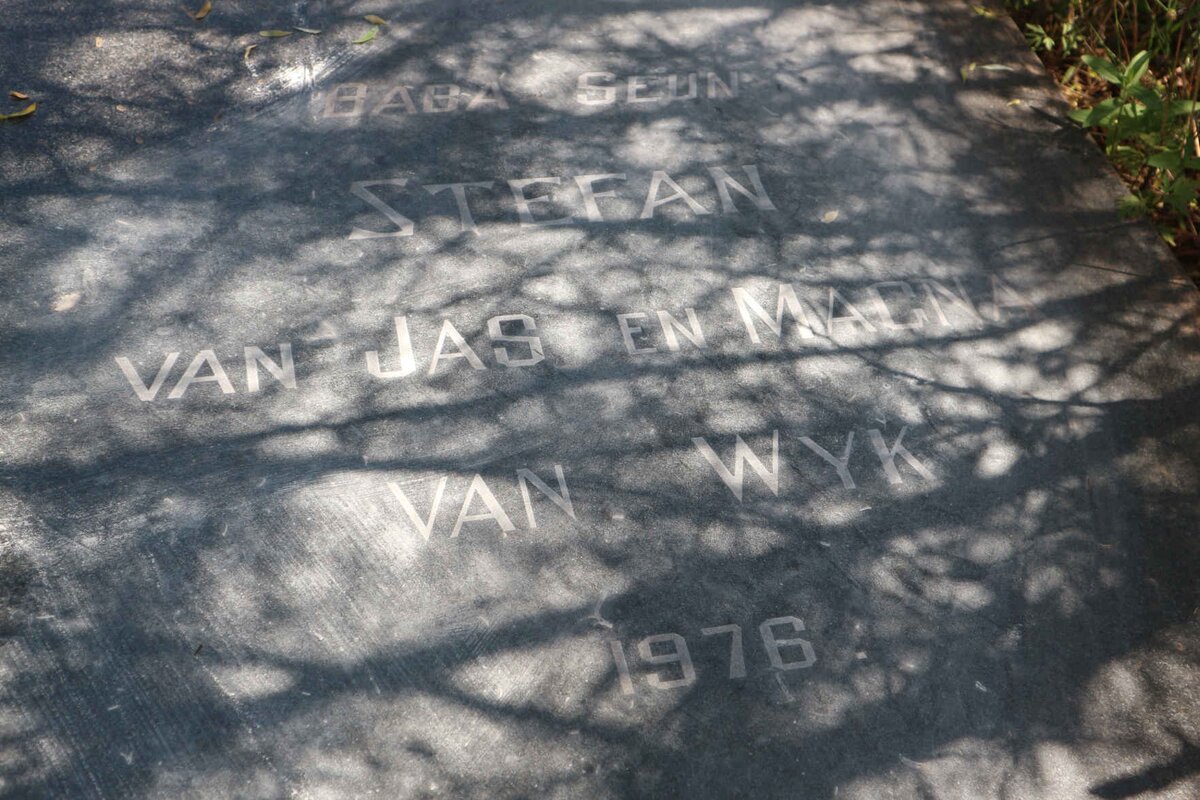 BABA SEUN
STEFAN
VAN JAS EN MAGNA
VAN WYK
1976